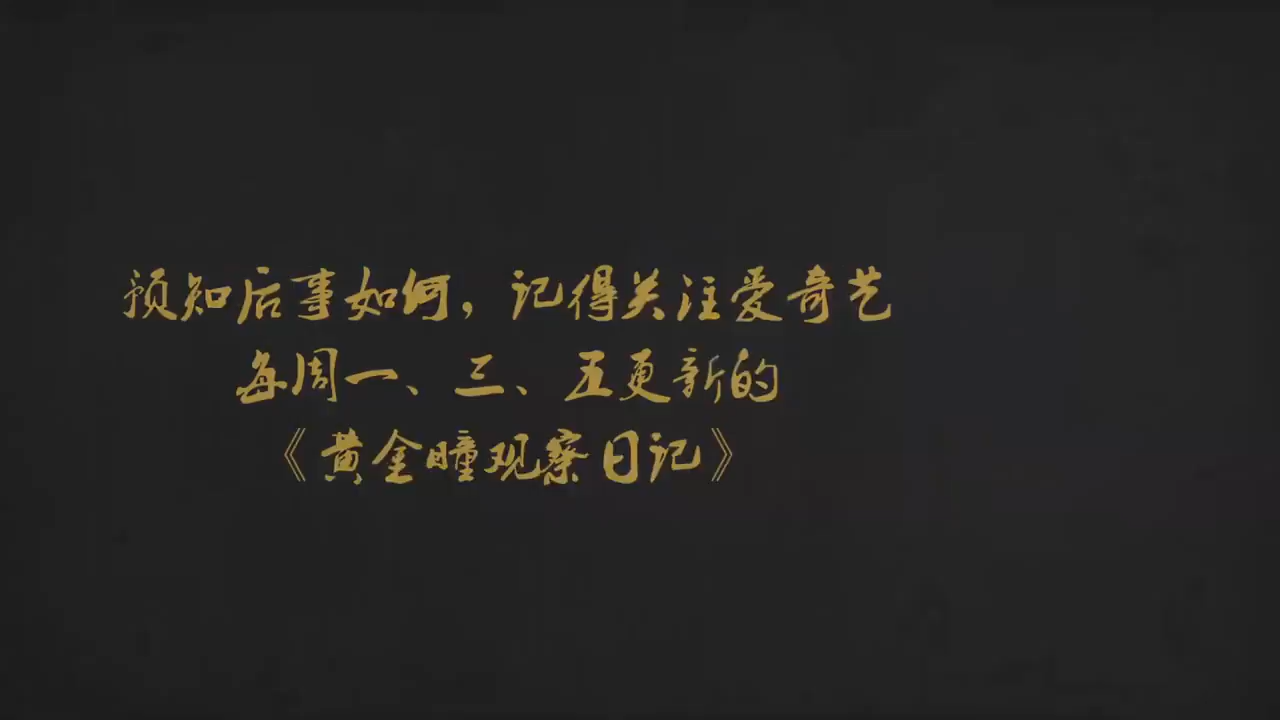 预知后事如何，记得关注爱奇艺
每周一、三、五更新的
《黄金瞳观察日记》